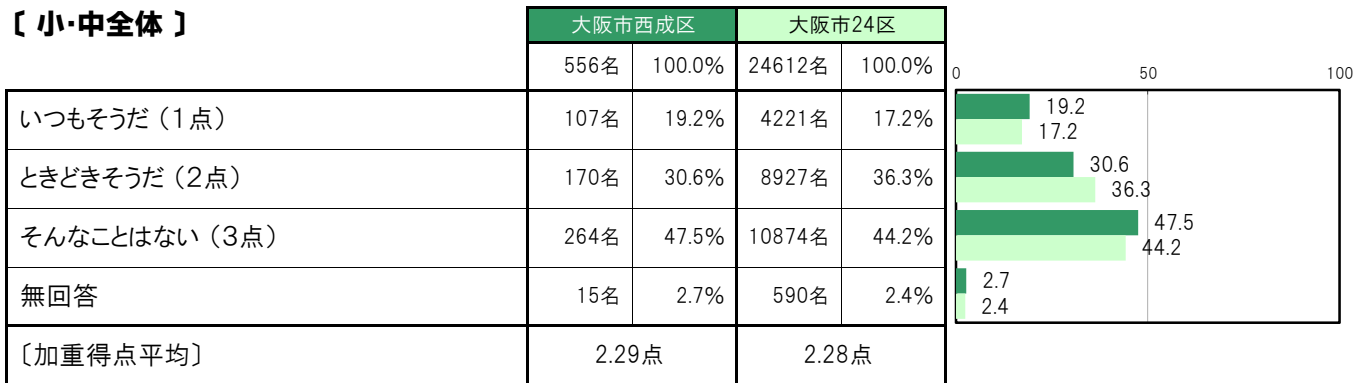 〔 小・中全体 〕
大阪市西成区 大阪市24区
556名 100.0% 24612名 100.0%
0 50 100
いつもそうだ（1点） 107名 19.2% 4221名 17.2%
19.2
17.2
ときどきそうだ（2点） 170名 30.6% 8927名 36.3%
30.6
36.3
そんなことはない（3点） 264名 47.5% 10874名 44.2%
47.5
44.2
無回答 15名 2.7% 590名 2.4%
2.7
2.4
〔加重得点平均〕 2.29点 2.28点